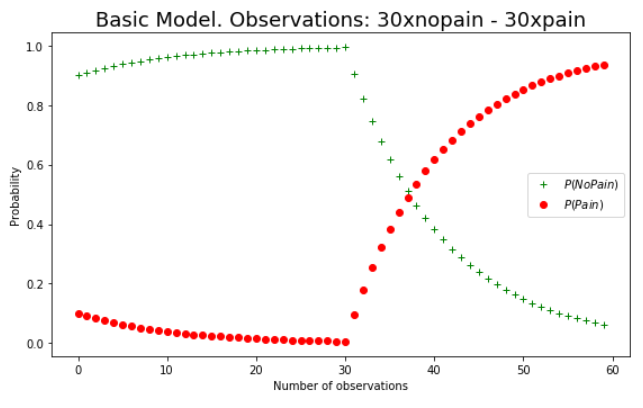 Basic Model. Observations: 30xnopain - 30xpain
1.0
0.8
0.6
0.4
0.2
0.0
Probability
P(NoPain)
P(Pain)
0 10 20 30 40 50 60
Number of observations